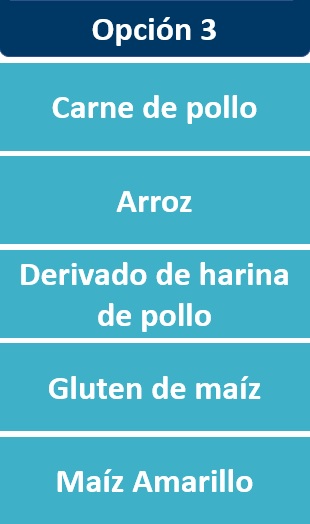 Opción 3
Carne de pollo
Arroz
Derivado de harina
de pollo
Gluten de maíz
Maíz Amarillo